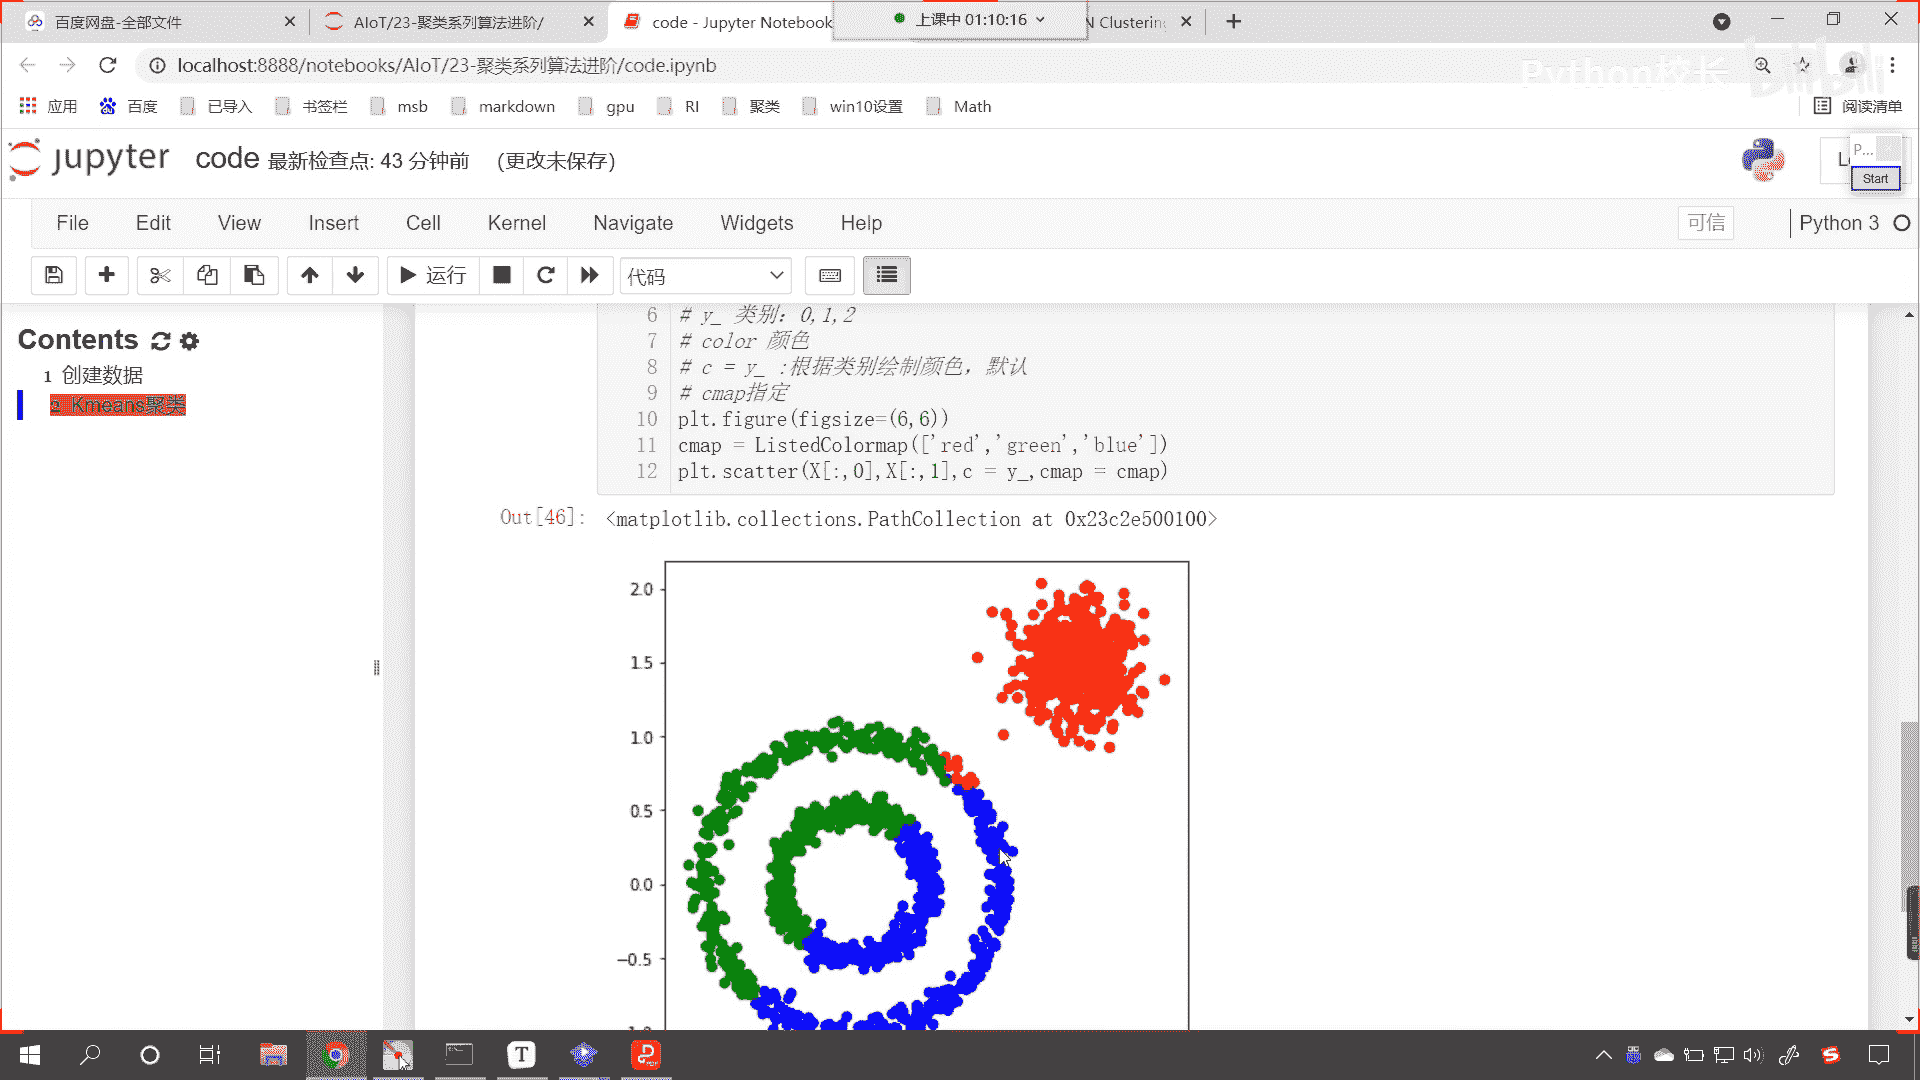 百度网盘-全部文件
AIoT/23-聚类系列算法进阶/
code - Jupyter Notebook
上课中 01:10:16
N Clustering
localhost:8888/notebooks/AIoT/23-聚类系列算法进阶/code.ipynb
Python校长
bilibili
应用 百度 已导入 书签栏 msb markdown gpu RI 聚类 win10设置 Math 阅读清单
jupyter code 最新检查点: 43 分钟前 (更改未保存)
P...
Start
File Edit View Insert Cell Kernel Navigate Widgets Help 可信 Python 3
运行 代码
Contents
1 创建数据
2 Kmeans聚类
6 # y_ 类别：0,1,2
7 # color 颜色
8 # c = y_ :根据类别绘制颜色，默认
9 # cmap指定
10 plt.figure(figsize=(6,6))
11 cmap = ListedColormap(['red','green','blue'])
12 plt.scatter(X[:,0],X[:,1],c = y_,cmap = cmap)
Out[46]: <matplotlib.collections.PathCollection at 0x23c2e500100>
2.0
1.5
1.0
0.5
0.0
−0.5